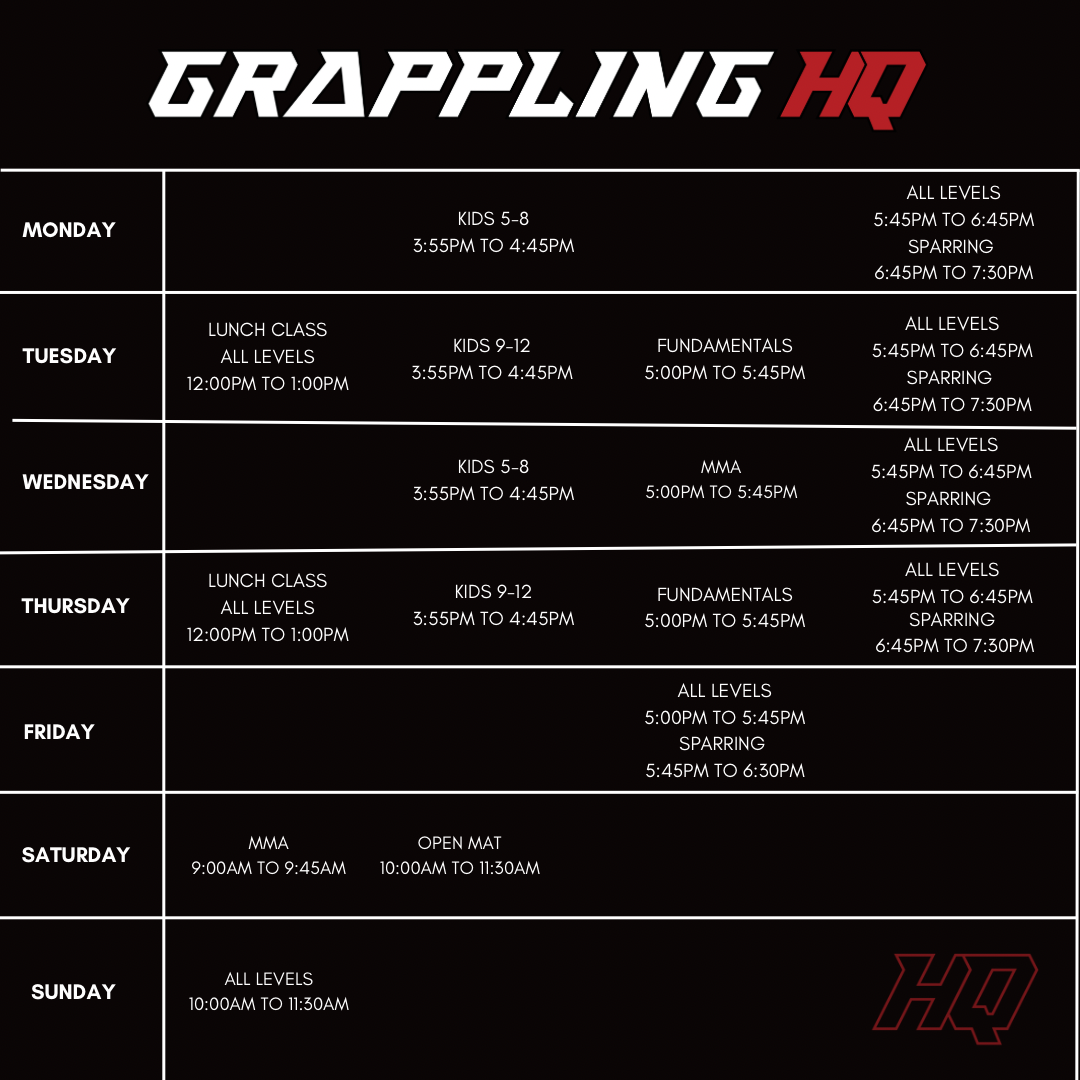 GRAPPLING HQ
MONDAY
KIDS 5-8
3:55PM TO 4:45PM
ALL LEVELS
5:45PM TO 6:45PM
SPARRING
6:45PM TO 7:30PM
TUESDAY
LUNCH CLASS
ALL LEVELS
12:00PM TO 1:00PM
KIDS 9-12
3:55PM TO 4:45PM
FUNDAMENTALS
5:00PM TO 5:45PM
ALL LEVELS
5:45PM TO 6:45PM
SPARRING
6:45PM TO 7:30PM
WEDNESDAY
KIDS 5-8
3:55PM TO 4:45PM
MMA
5:00PM TO 5:45PM
ALL LEVELS
5:45PM TO 6:45PM
SPARRING
6:45PM TO 7:30PM
THURSDAY
LUNCH CLASS
ALL LEVELS
12:00PM TO 1:00PM
KIDS 9-12
3:55PM TO 4:45PM
FUNDAMENTALS
5:00PM TO 5:45PM
ALL LEVELS
5:45PM TO 6:45PM
SPARRING
6:45PM TO 7:30PM
FRIDAY
ALL LEVELS
5:00PM TO 5:45PM
SPARRING
5:45PM TO 6:30PM
SATURDAY
MMA
9:00AM TO 9:45AM
OPEN MAT
10:00AM TO 11:30AM
SUNDAY
ALL LEVELS
10:00AM TO 11:30AM
HQ